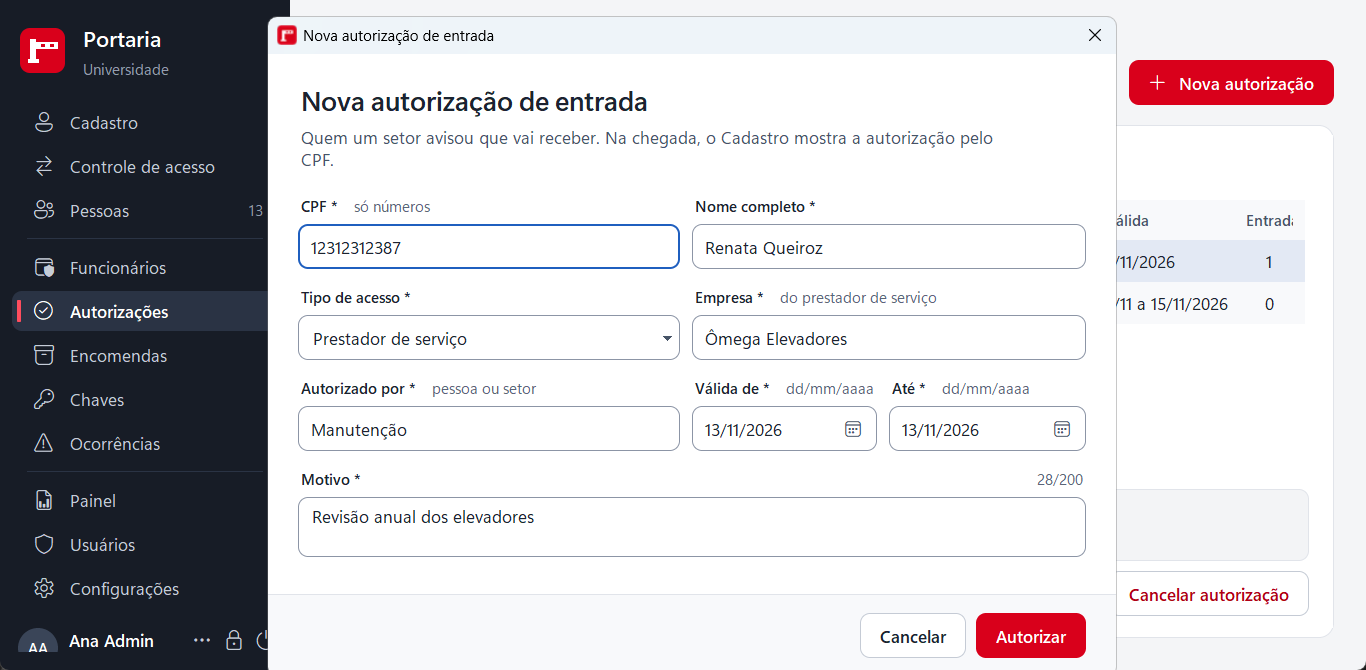 Portaria
Universidade
Cadastro
Controle de acesso
Pessoas 13
Funcionários
Autorizações
Encomendas
Chaves
Ocorrências
Painel
Usuários
Configurações
AA Ana Admin
Nova autorização de entrada
Nova autorização de entrada
Quem um setor avisou que vai receber. Na chegada, o Cadastro mostra a autorização pelo
CPF.
CPF * só números
Nome completo *
12312312387
Renata Queiroz
Tipo de acesso *
Empresa * do prestador de serviço
Prestador de serviço
Ômega Elevadores
Autorizado por * pessoa ou setor
Válida de * dd/mm/aaaa
Até * dd/mm/aaaa
Manutenção
13/11/2026
13/11/2026
Motivo * 28/200
Revisão anual dos elevadores
Cancelar
Autorizar
+ Nova autorização
álida Entrada
/11/2026 1
/11 a 15/11/2026 0
Cancelar autorização